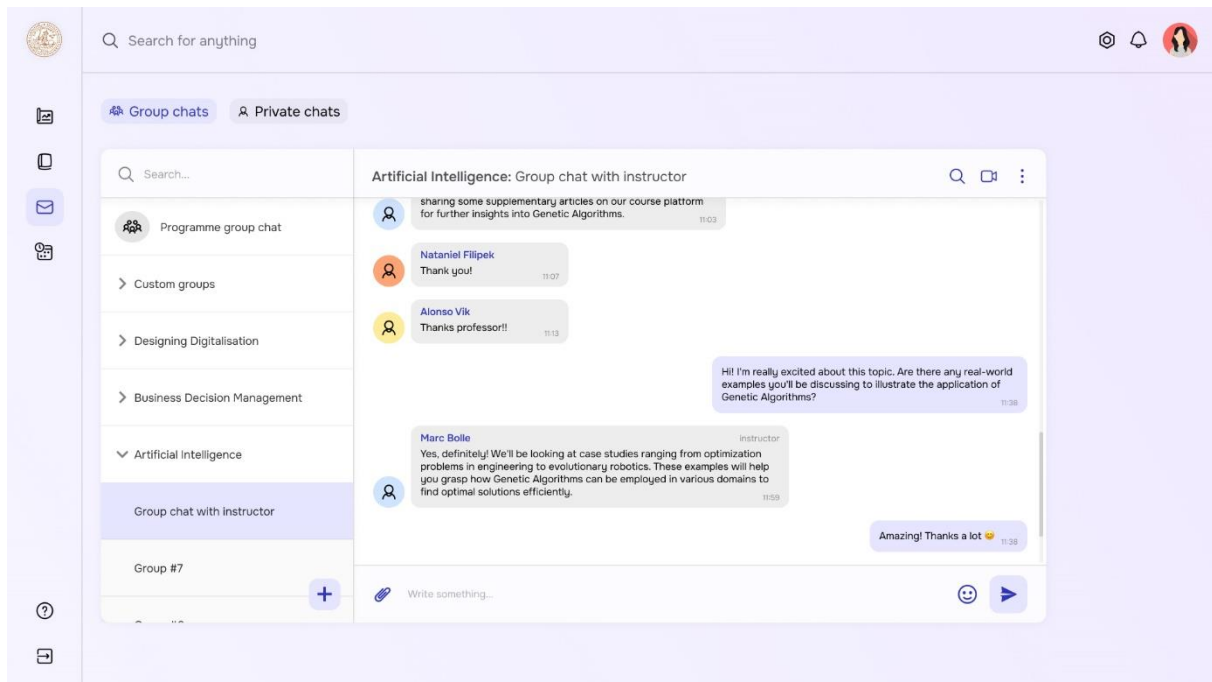 Search for anything
Group chats
Private chats
Search...
Programme group chat
Custom groups
Designing Digitalisation
Business Decision Management
Artificial Intelligence
Group chat with instructor
Group #7
Artificial Intelligence: Group chat with instructor
sharing some supplementary articles on our course platform
for further insights into Genetic Algorithms.
11:03
Nataniel Filipek
Thank you!
11:07
Alonso Vik
Thanks professor!!
11:13
Hi! I'm really excited about this topic. Are there any real-world
examples you'll be discussing to illustrate the application of
Genetic Algorithms?
11:38
Marc Bolle instructor
Yes, definitely! We'll be looking at case studies ranging from optimization
problems in engineering to evolutionary robotics. These examples will help
you grasp how Genetic Algorithms can be employed in various domains to
find optimal solutions efficiently.
11:59
Amazing! Thanks a lot 😊 11:38
Write something...